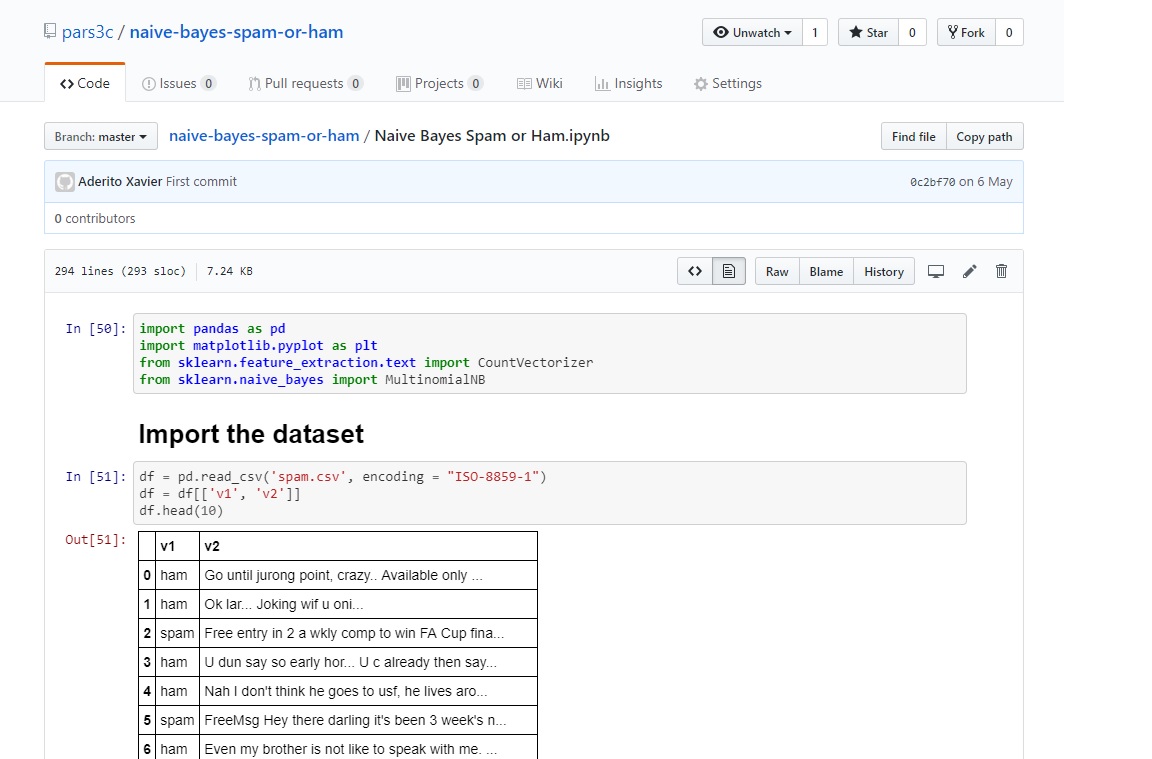 pars3c / naive-bayes-spam-or-ham
Unwatch 1 Star 0 Fork 0
Code Issues 0 Pull requests 0 Projects 0 Wiki Insights Settings
Branch: master naive-bayes-spam-or-ham / Naive Bayes Spam or Ham.ipynb Find file Copy path
Aderito Xavier First commit 0c2bf70 on 6 May
0 contributors
294 lines (293 sloc) 7.24 KB <> Raw Blame History
In [50]: import pandas as pd
import matplotlib.pyplot as plt
from sklearn.feature_extraction.text import CountVectorizer
from sklearn.naive_bayes import MultinomialNB
Import the dataset
In [51]: df = pd.read_csv('spam.csv', encoding = "ISO-8859-1")
df = df[['v1', 'v2']]
df.head(10)
Out[51]: v1 v2
0 ham Go until jurong point, crazy.. Available only ...
1 ham Ok lar... Joking wif u oni...
2 spam Free entry in 2 a wkly comp to win FA Cup fina...
3 ham U dun say so early hor... U c already then say...
4 ham Nah I don't think he goes to usf, he lives aro...
5 spam FreeMsg Hey there darling it's been 3 week's n...
6 ham Even my brother is not like to speak with me. ...